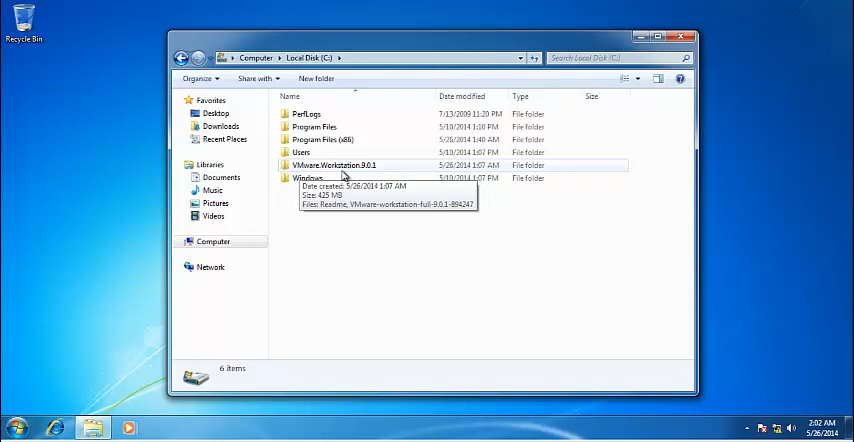 Recycle Bin
Computer Local Disk (C:)
Search Local Disk (C:)
Organize Share with New folder
Name Date modified Type Size
PerfLogs 7/13/2009 11:20 PM File folder
Program Files 5/10/2014 1:10 PM File folder
Program Files (x86) 5/26/2014 1:40 AM File folder
Users 5/10/2014 1:07 PM File folder
VMware.Workstation.9.0.1 5/26/2014 1:07 AM File folder
Windows 5/10/2014 1:07 PM File folder
Date created: 5/26/2014 1:07 AM
Size: 425 MB
Files: Readme, VMware-workstation-full-9.0.1-894247
Favorites
Desktop
Downloads
Recent Places
Libraries
Documents
Music
Pictures
Videos
Computer
Network
6 items
2:02 AM
5/26/2014